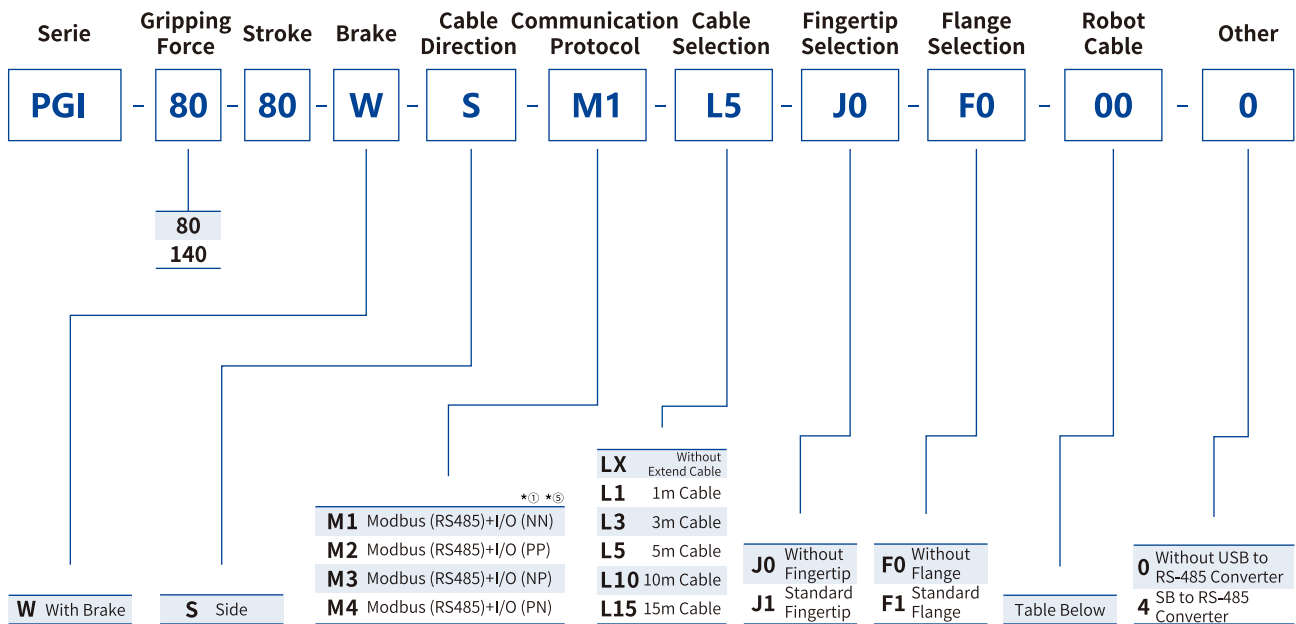 Serie
Gripping
Force
Stroke
Brake
Cable
Direction
Communication
Protocol
Cable
Selection
Fingertip
Selection
Flange
Selection
Robot
Cable
Other
PGI - 80 - 80 - W - S - M1 - L5 - J0 - F0 - 00 - 0
80
140
W With Brake
S Side
*① *⑤
M1 Modbus (RS485)+I/O (NN)
M2 Modbus (RS485)+I/O (PP)
M3 Modbus (RS485)+I/O (NP)
M4 Modbus (RS485)+I/O (PN)
LX Without
Extend Cable
L1 1m Cable
L3 3m Cable
L5 5m Cable
L10 10m Cable
L15 15m Cable
J0 Without
Fingertip
J1 Standard
Fingertip
F0 Without
Flange
F1 Standard
Flange
Table Below
0 Without USB to
RS-485 Converter
4 SB to RS-485
Converter